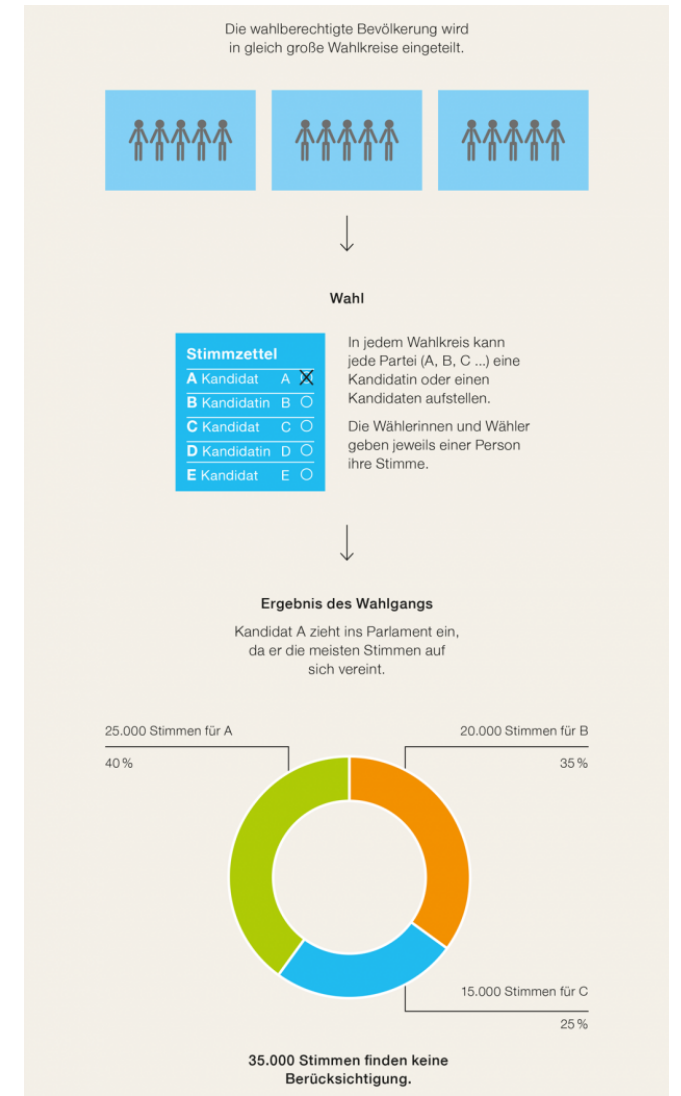 Die wahlberechtigte Bevölkerung wird
in gleich große Wahlkreise eingeteilt.
Wahl
Stimmzettel
A Kandidat A
B Kandidatin B
C Kandidat C
D Kandidatin D
E Kandidat E
In jedem Wahlkreis kann
jede Partei (A, B, C ...) eine
Kandidatin oder einen
Kandidaten aufstellen.
Die Wählerinnen und Wähler
geben jeweils einer Person
ihre Stimme.
Ergebnis des Wahlgangs
Kandidat A zieht ins Parlament ein,
da er die meisten Stimmen auf
sich vereint.
25.000 Stimmen für A
40 %
20.000 Stimmen für B
35 %
15.000 Stimmen für C
25 %
35.000 Stimmen finden keine
Berücksichtigung.